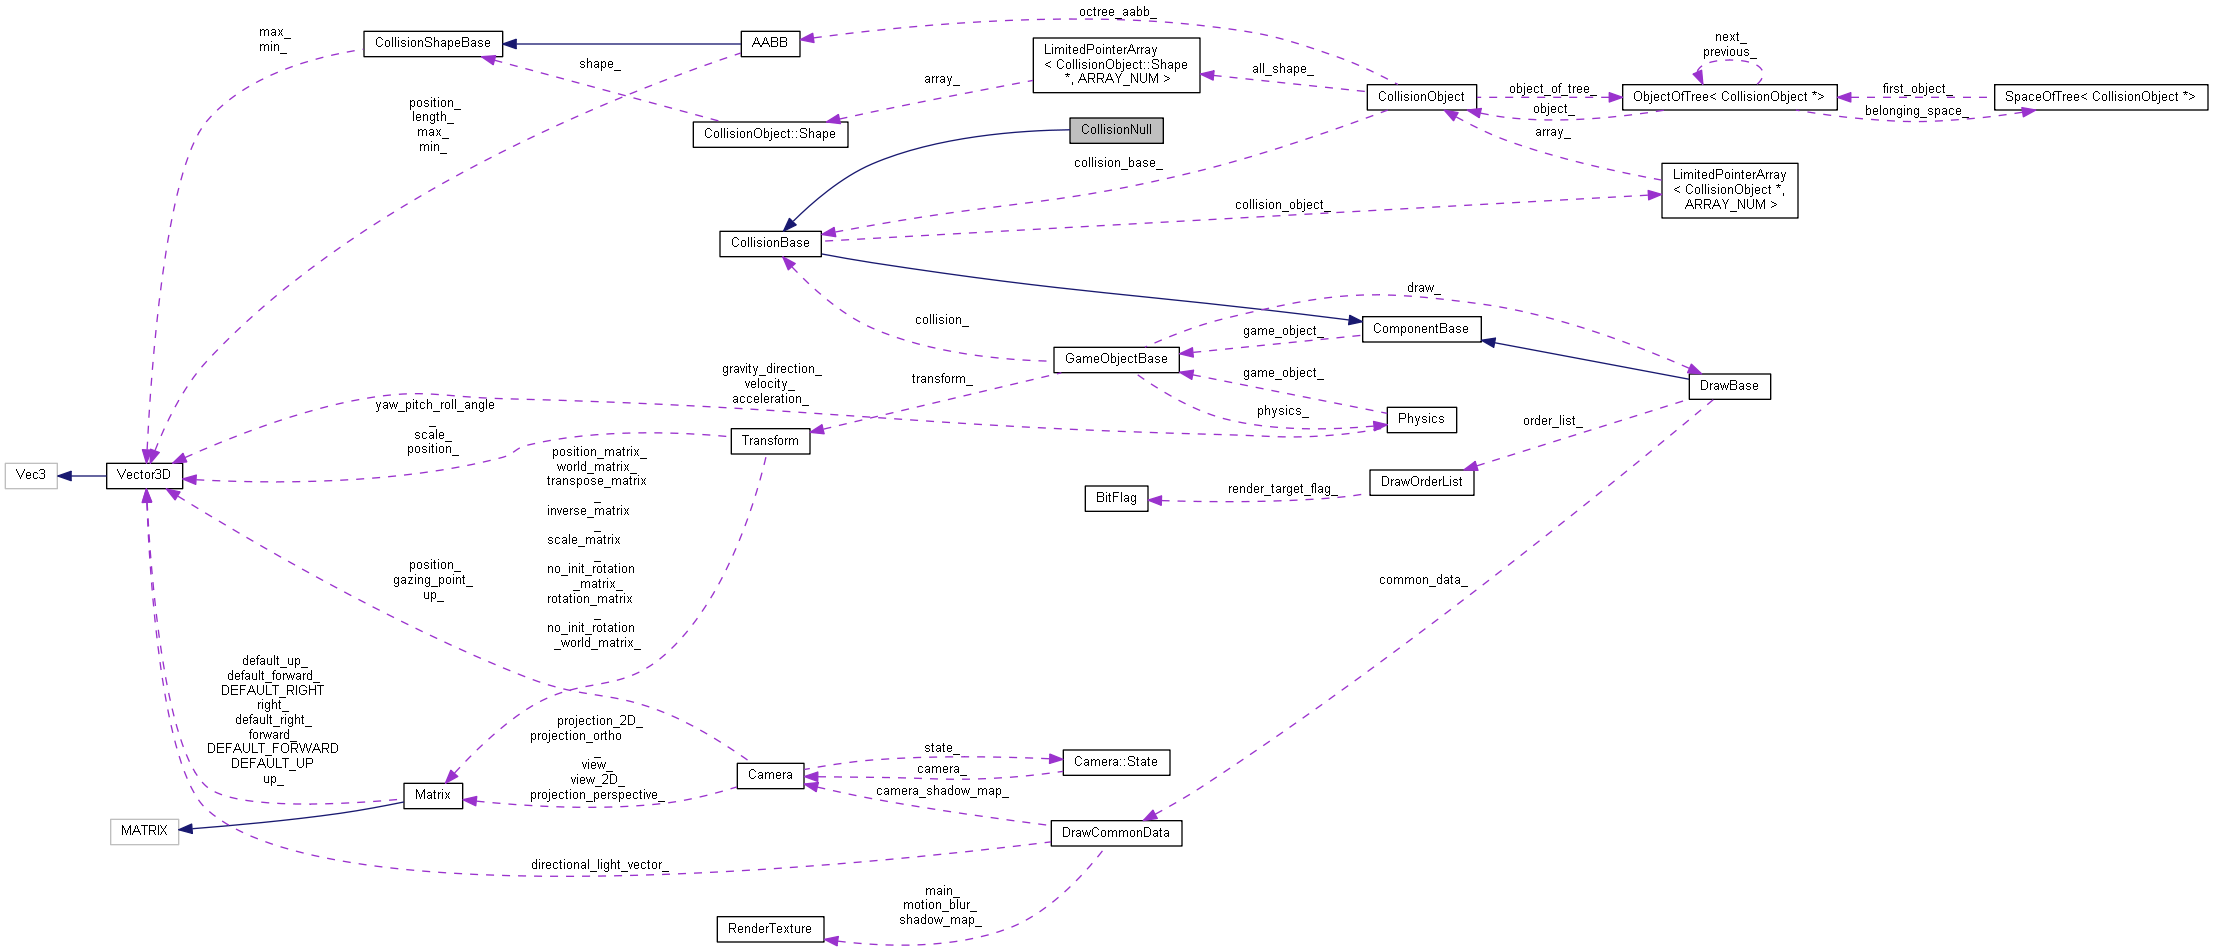 octree_aabb_
max_
min_
CollisionShapeBase
AABB
shape_
LimitedPointerArray
< CollisionObject::Shape
*, ARRAY_NUM >
array_
all_shape_
next_
previous_
CollisionObject
object_of_tree_
object_
ObjectOfTree< CollisionObject *>
first_object_
belonging_space_
SpaceOfTree< CollisionObject *>
position_
length_
max_
min_
CollisionObject::Shape
CollisionNull
array_
collision_base_
LimitedPointerArray
< CollisionObject *,
ARRAY_NUM >
collision_object_
CollisionBase
draw_
collision_
ComponentBase
game_object_
GameObjectBase
gravity_direction_
velocity_
acceleration_
transform_
game_object_
physics_
DrawBase
Physics
yaw_pitch_roll_angle
_
scale_
position_
Transform
order_list_
Vec3
Vector3D
position_matrix_
world_matrix_
transpose_matrix
_
inverse_matrix
_
scale_matrix
_
no_init_rotation
_matrix_
rotation_matrix
_
no_init_rotation
_world_matrix_
BitFlag
render_target_flag_
DrawOrderList
position_
gazing_point_
up_
common_data_
default_up_
default_forward_
DEFAULT_RIGHT
right_
default_right_
forward_
DEFAULT_FORWARD
DEFAULT_UP
up_
projection_2D_
projection_ortho
_
view_
view_2D_
projection_perspective_
state_
camera_
Camera
Camera::State
camera_shadow_map_
Matrix
MATRIX
DrawCommonData
directional_light_vector_
main_
motion_blur_
shadow_map_
RenderTexture